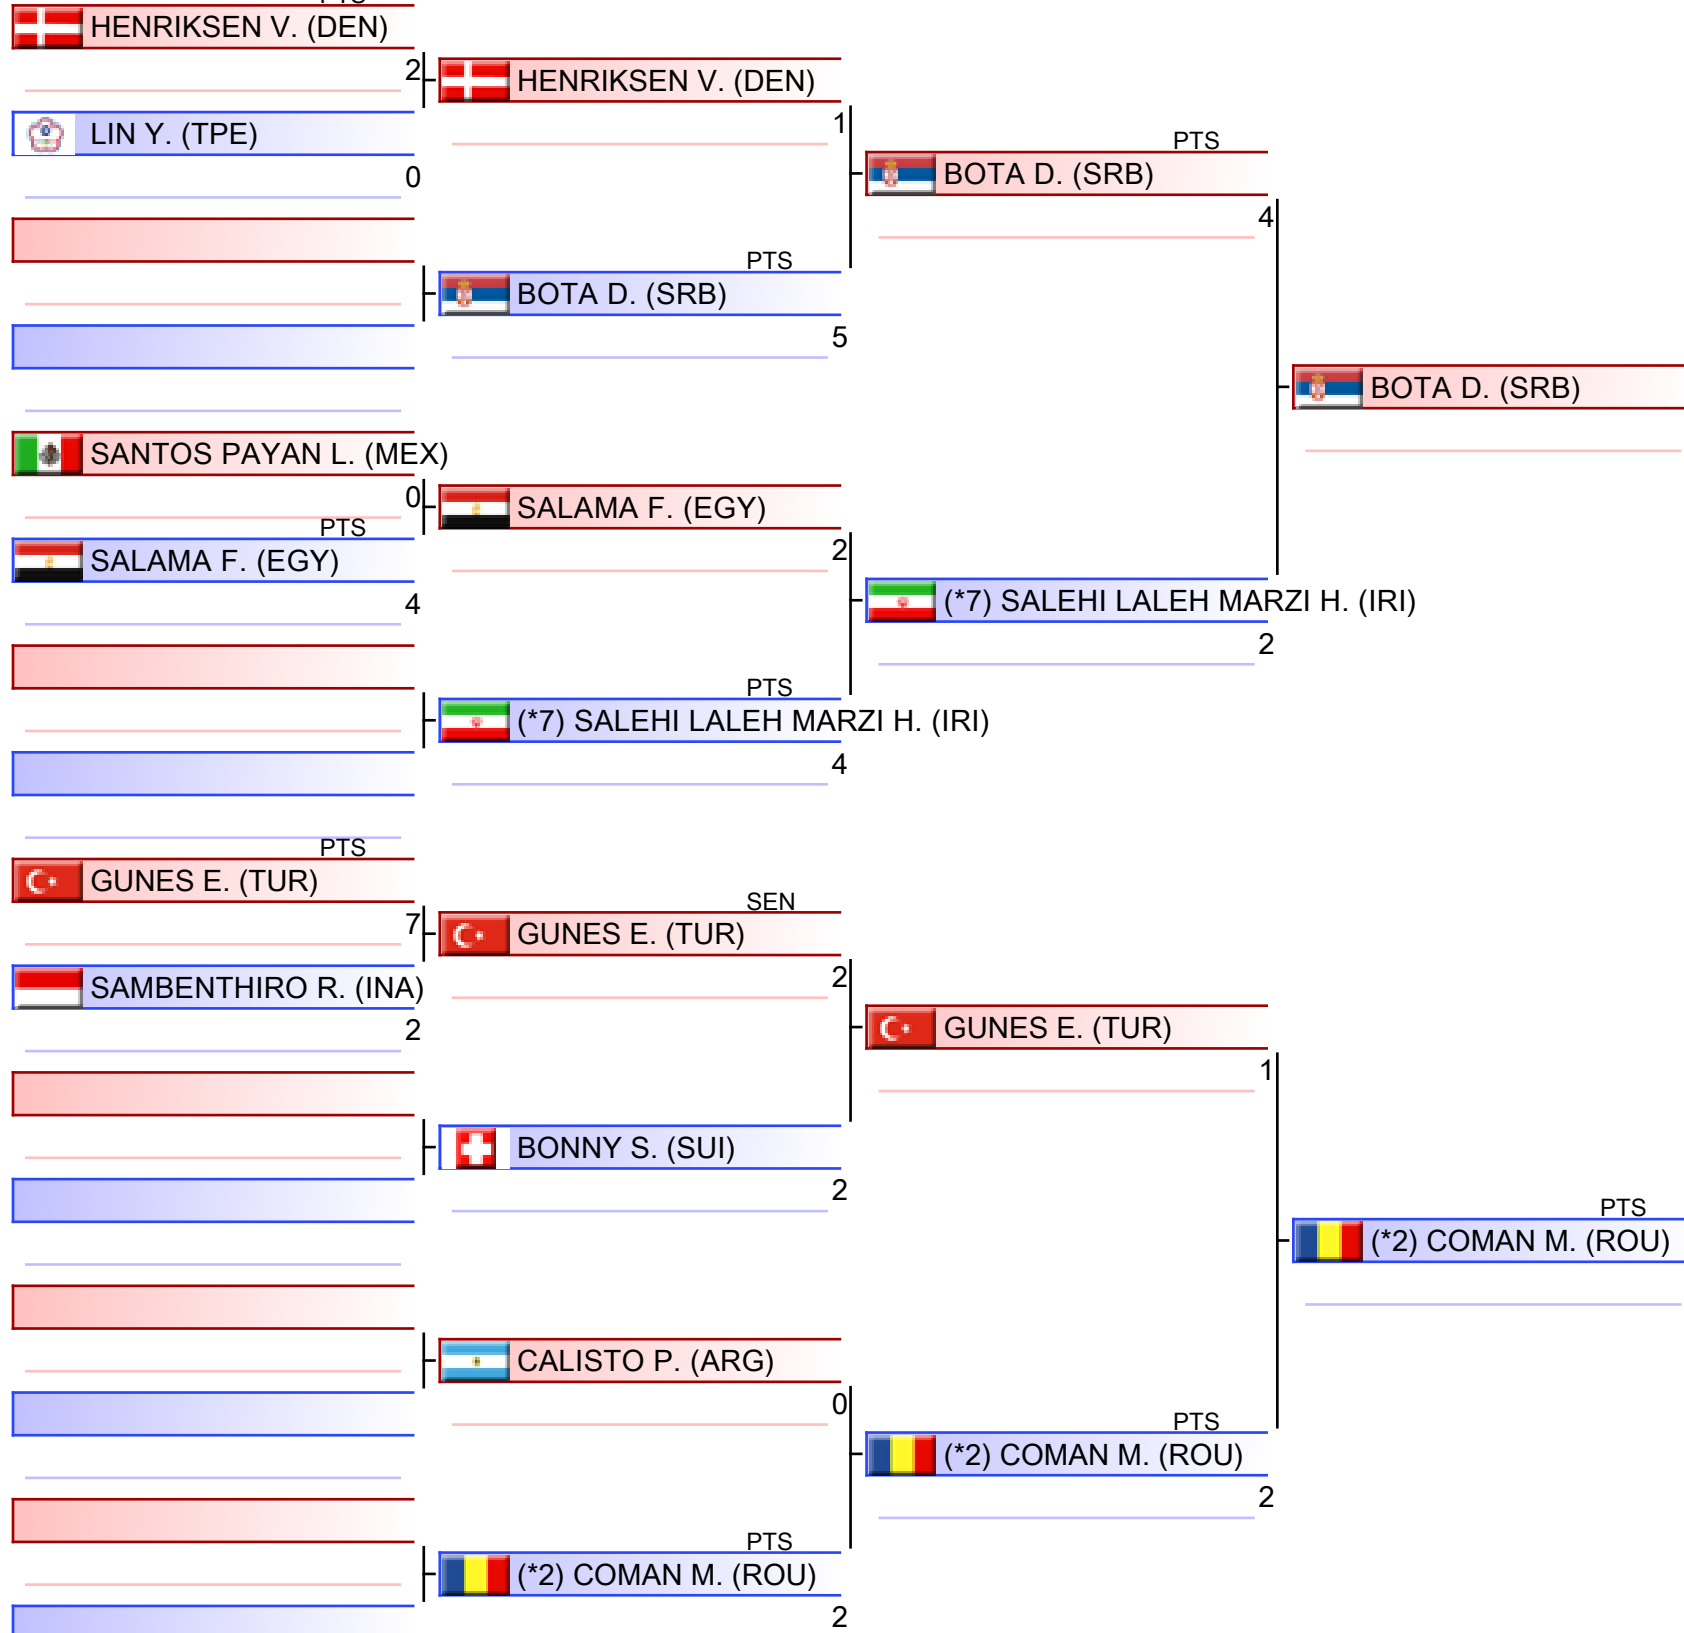 PTS
HENRIKSEN V. (DEN)
2
LIN Y. (TPE)
0
SANTOS PAYAN L. (MEX)
0
PTS
SALAMA F. (EGY)
4
PTS
GUNES E. (TUR)
7
SAMBENTHIRO R. (INA)
2
HENRIKSEN V. (DEN)
1
PTS
BOTA D. (SRB)
5
SALAMA F. (EGY)
2
PTS
(*7) SALEHI LALEH MARZI H. (IRI)
4
SEN
GUNES E. (TUR)
2
BONNY S. (SUI)
2
CALISTO P. (ARG)
0
PTS
(*2) COMAN M. (ROU)
2
PTS
BOTA D. (SRB)
4
(*7) SALEHI LALEH MARZI H. (IRI)
2
GUNES E. (TUR)
1
PTS
(*2) COMAN M. (ROU)
2
BOTA D. (SRB)
PTS
(*2) COMAN M. (ROU)